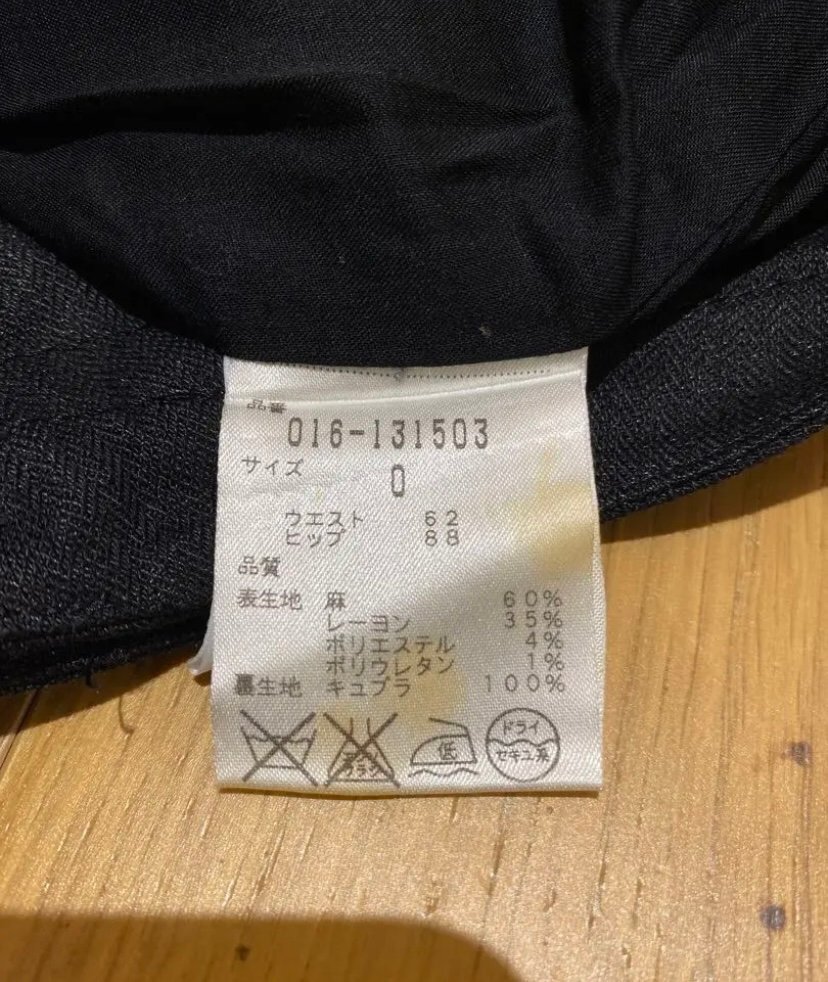 品番
016-131503
サイズ
0
ウエスト 62
ヒップ 88
品質
表生地 麻 60%
レーヨン 35%
ポリエステル 4%
ポリウレタン 1%
裏生地 キュプラ 100%
低
ドライ
セキユ系